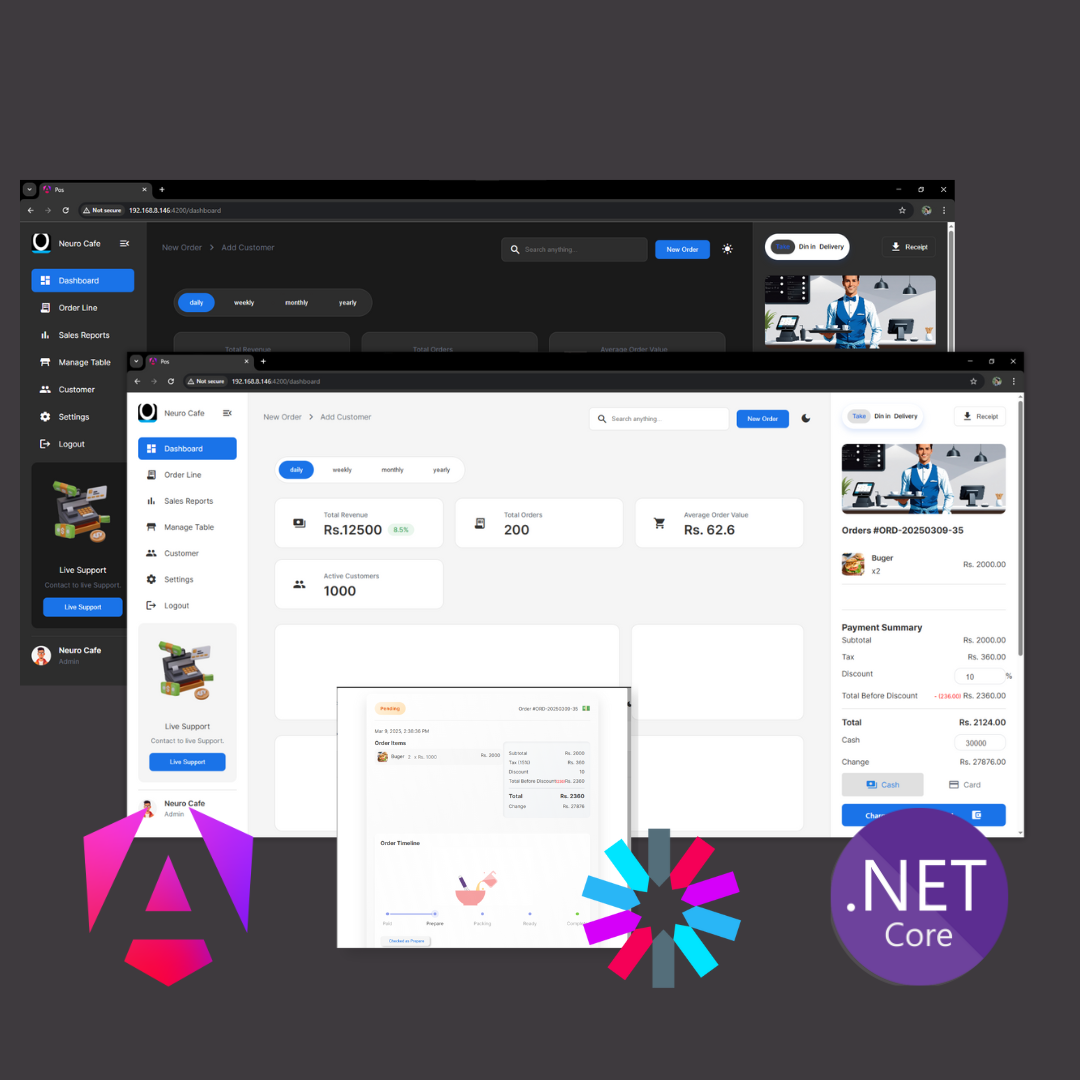 Pos
Not secure 192.168.8.146:4200/dashboard
Neuro Cafe
New Order > Add Customer
Search anything...
New Order
Take Din in Delivery
Receipt
Dashboard
Order Line
Sales Reports
Manage Table
Customer
Settings
Logout
daily weekly monthly yearly
Total Revenue
Total Orders
Average Order Value
Live Support
Contact to live Support.
Live Support
Neuro Cafe
Admin
Pos
Not secure 192.168.8.146:4200/dashboard
Neuro Cafe
New Order > Add Customer
Search anything...
New Order
Take Din in Delivery
Receipt
Dashboard
Order Line
Sales Reports
Manage Table
Customer
Settings
Logout
Live Support
Contact to live Support.
Live Support
Neuro Cafe
Admin
daily weekly monthly yearly
Total Revenue
Rs.12500 8.5%
Total Orders
200
Average Order Value
Rs. 62.6
Active Customers
1000
Orders #ORD-20250309-35
Buger
x2
Rs. 2000.00
Payment Summary
Subtotal Rs. 2000.00
Tax Rs. 360.00
Discount 10 %
Total Before Discount - (236.00) Rs. 2360.00
Total Rs. 2124.00
Cash 30000
Change Rs. 27876.00
Cash Card
Pending
Order #ORD-20250309-35
Mar 9, 2025, 2:38:38 PM
Order Items
Buger 2 x Rs. 1000 Rs. 2000
Subtotal Rs. 2000
Discount 10
Total Before Discount Rs. 2360
Total Rs. 2360
Change Rs. 27876
Order Timeline
Paid Prepare Packing Ready
Checked as Prepare
.NET
Core